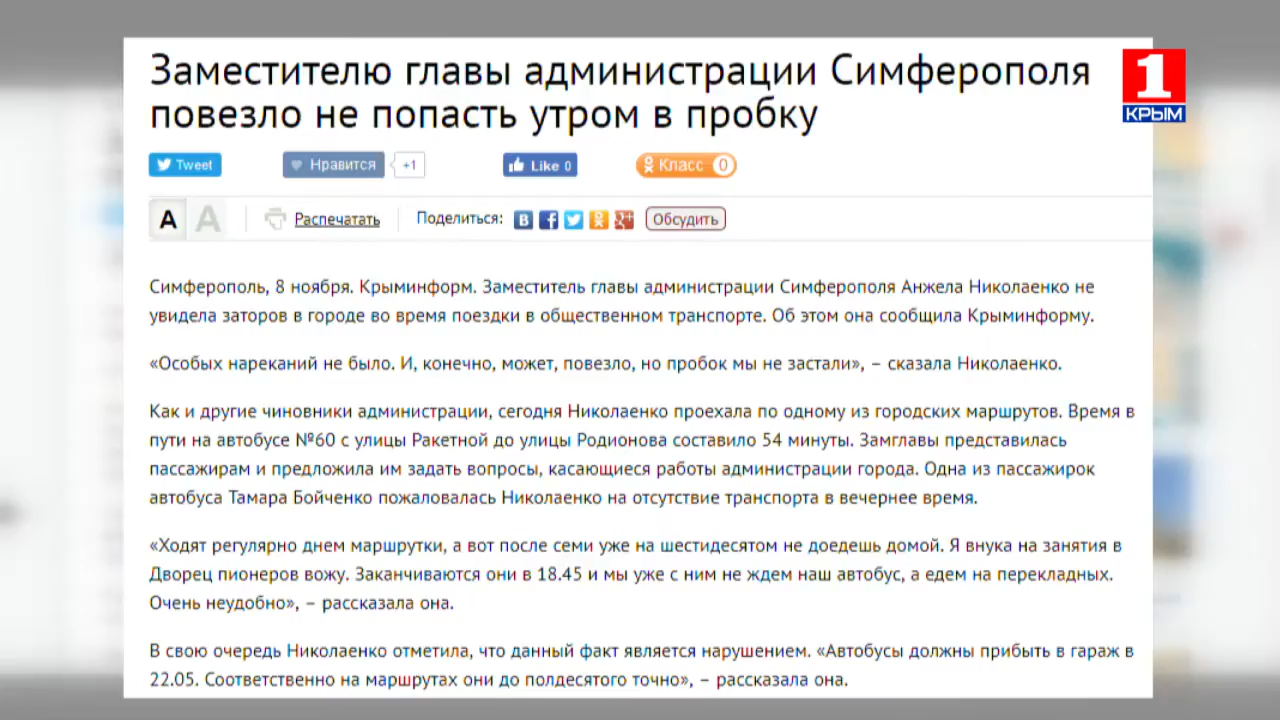 Заместителю главы администрации Симферополя
повезло не попасть утром в пробку
1
КРЫМ
Tweet
Нравится
+1
Like 0
Класс 0
А А Распечатать Поделиться: Обсудить
Симферополь, 8 ноября. Крыминформ. Заместитель главы администрации Симферополя Анжела Николаенко не
увидела заторов в городе во время поездки в общественном транспорте. Об этом она сообщила Крыминформу.
«Особых нареканий не было. И, конечно, может, повезло, но пробок мы не застали», – сказала Николаенко.
Как и другие чиновники администрации, сегодня Николаенко проехала по одному из городских маршрутов. Время в
пути на автобусе №60 с улицы Ракетной до улицы Родионова составило 54 минуты. Замглавы представилась
пассажирам и предложила им задать вопросы, касающиеся работы администрации города. Одна из пассажирок
автобуса Тамара Бойченко пожаловалась Николаенко на отсутствие транспорта в вечернее время.
«Ходят регулярно днем маршрутки, а вот после семи уже на шестидесятом не доедешь домой. Я внука на занятия в
Дворец пионеров вожу. Заканчиваются они в 18.45 и мы уже с ним не ждем наш автобус, а едем на перекладных.
Очень неудобно», – рассказала она.
В свою очередь Николаенко отметила, что данный факт является нарушением. «Автобусы должны прибыть в гараж в
22.05. Соответственно на маршрутах они до полдесятого точно», – рассказала она.